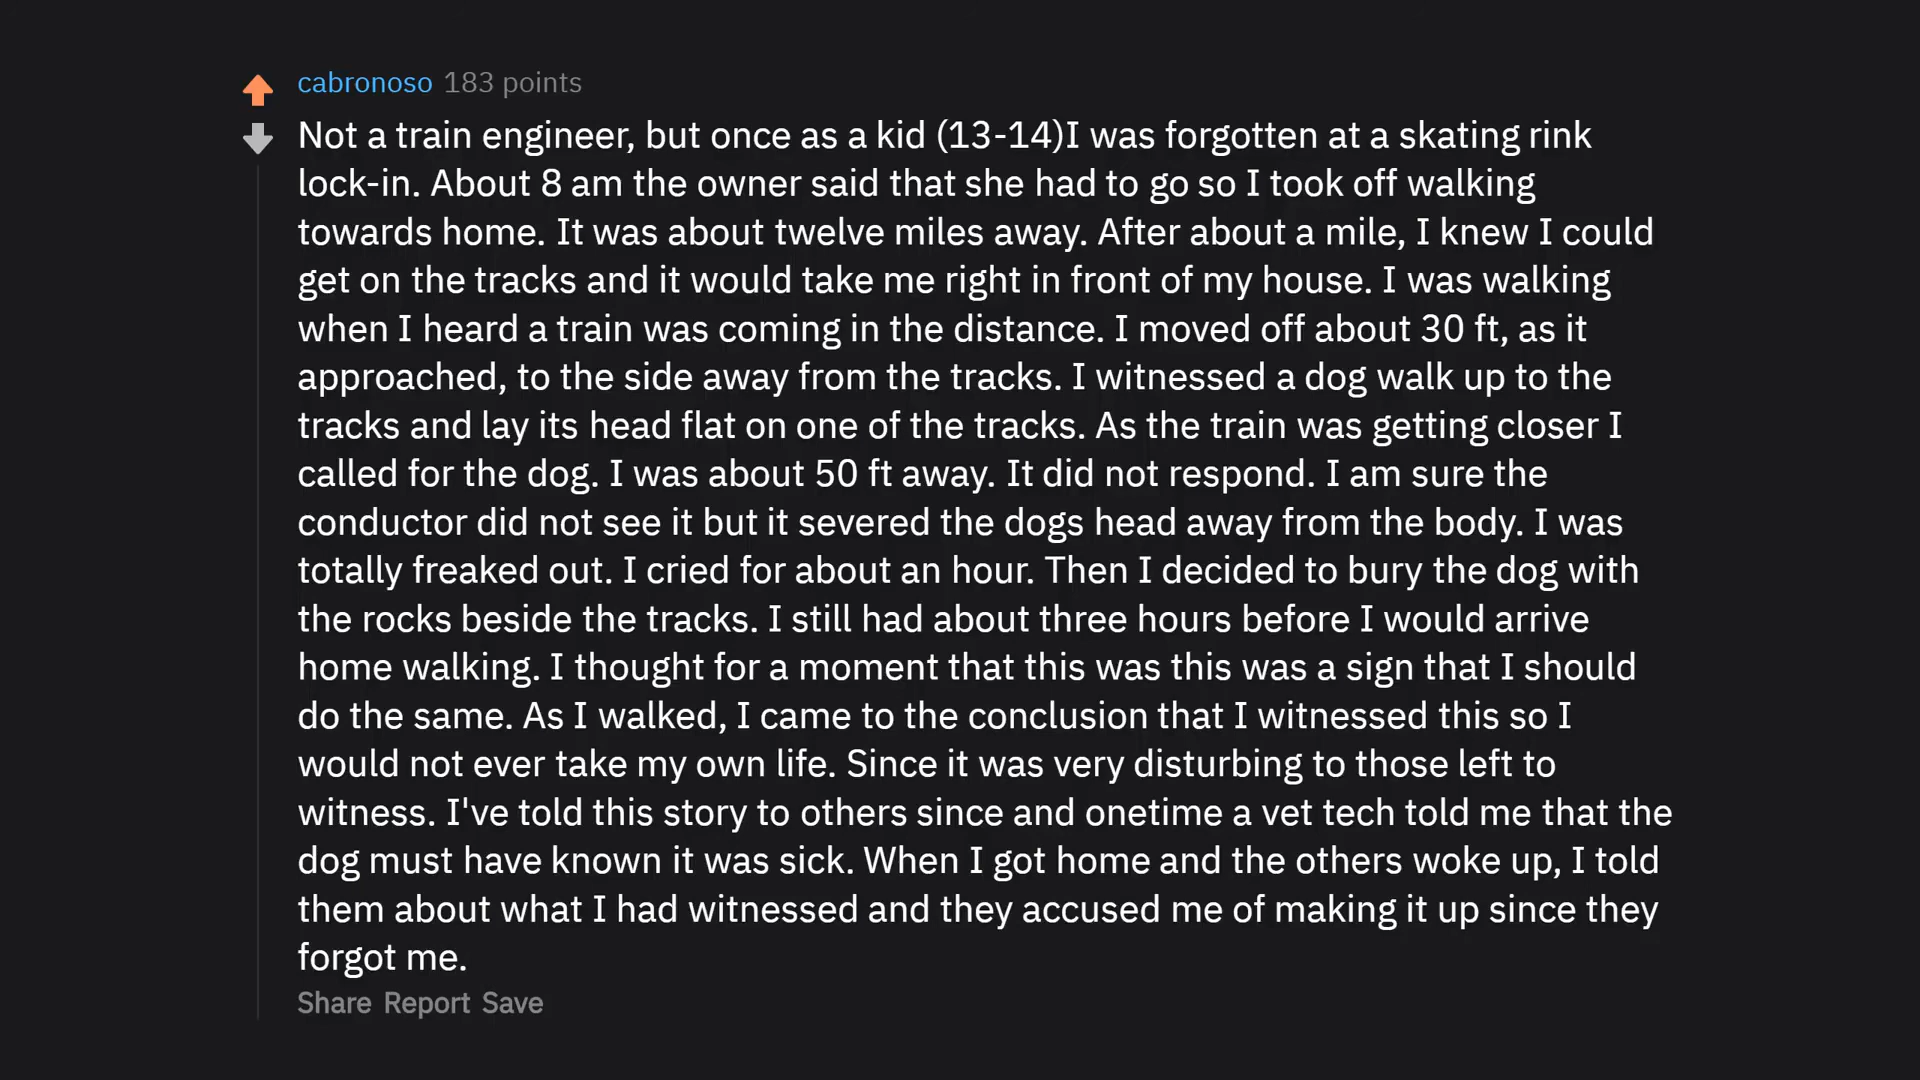 cabronoso 183 points
Not a train engineer, but once as a kid (13-14)I was forgotten at a skating rink
lock-in. About 8 am the owner said that she had to go so I took off walking
towards home. It was about twelve miles away. After about a mile, I knew I could
get on the tracks and it would take me right in front of my house. I was walking
when I heard a train was coming in the distance. I moved off about 30 ft, as it
approached, to the side away from the tracks. I witnessed a dog walk up to the
tracks and lay its head flat on one of the tracks. As the train was getting closer I
called for the dog. I was about 50 ft away. It did not respond. I am sure the
conductor did not see it but it severed the dogs head away from the body. I was
totally freaked out. I cried for about an hour. Then I decided to bury the dog with
the rocks beside the tracks. I still had about three hours before I would arrive
home walking. I thought for a moment that this was this was a sign that I should
do the same. As I walked, I came to the conclusion that I witnessed this so I
would not ever take my own life. Since it was very disturbing to those left to
witness. I've told this story to others since and onetime a vet tech told me that the
dog must have known it was sick. When I got home and the others woke up, I told
them about what I had witnessed and they accused me of making it up since they
forgot me.
Share Report Save